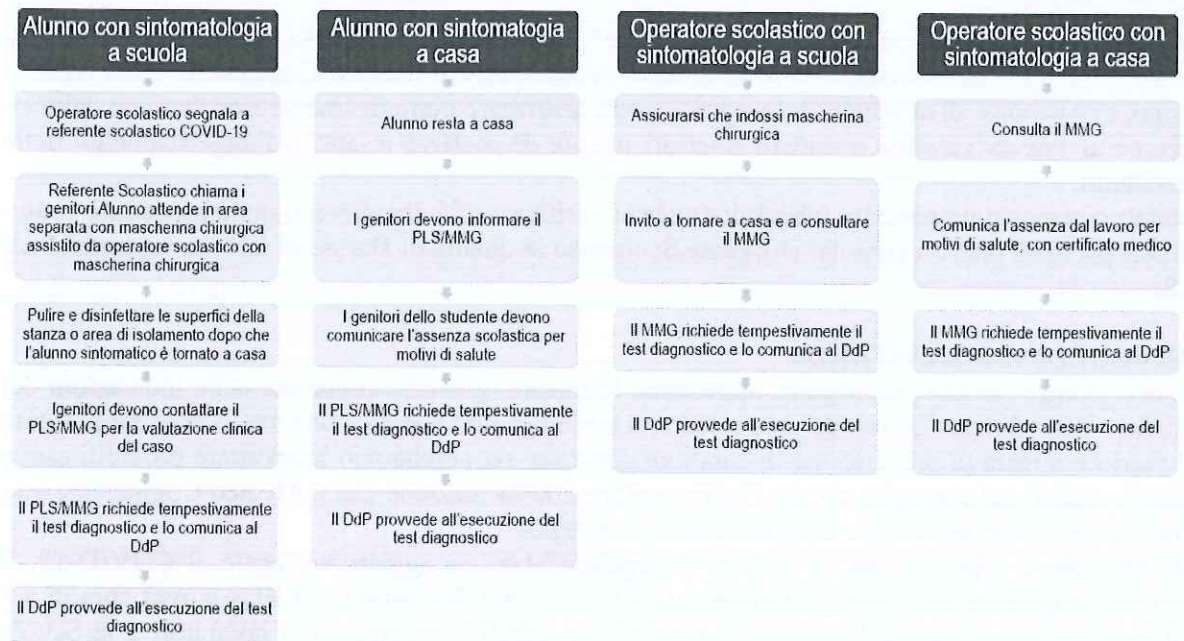 Alunno con sintomatologia
a scuola
Operatore scolastico segnala a
referente scolastico COVID-19
Referente Scolastico chiama i
genitori Alunno attende in area
separata con mascherina chirurgica
assistito da operatore scolastico con
mascherina chirurgica
Pulire e disinfettare le superfici della
stanza o area di isolamento dopo che
l'alunno sintomatico è tornato a casa
Igenitori devono contattare il
PLS/MMG per la valutazione clinica
del caso
Il PLS/MMG richiede tempestivamente
il test diagnostico e lo comunica al
DdP
Il DdP provvede all'esecuzione del test
diagnostico
Alunno con sintomatogia
a casa
Alunno resta a casa
I genitori devono informare il
PLS/MMG
I genitori dello studente devono
comunicare l'assenza scolastica per
motivi di salute
Il PLS/MMG richiede tempestivamente
il test diagnostico e lo comunica al
DdP
Il DdP provvede all'esecuzione del
test diagnostico
Operatore scolastico con
sintomatologia a scuola
Assicurarsi che indossi mascherina
chirurgica
Invito a tornare a casa e a consultare
il MMG
Il MMG richiede tempestivamente il
test diagnostico e lo comunica al DdP
Il DdP provvede all'esecuzione del
test diagnostico
Operatore scolastico con
sintomatologia a casa
Consulta il MMG
Comunica l'assenza dal lavoro per
motivi di salute, con certificato medico
Il MMG richiede tempestivamente il
test diagnostico e lo comunica al DdP
Il DdP provvede all'esecuzione del
test diagnostico